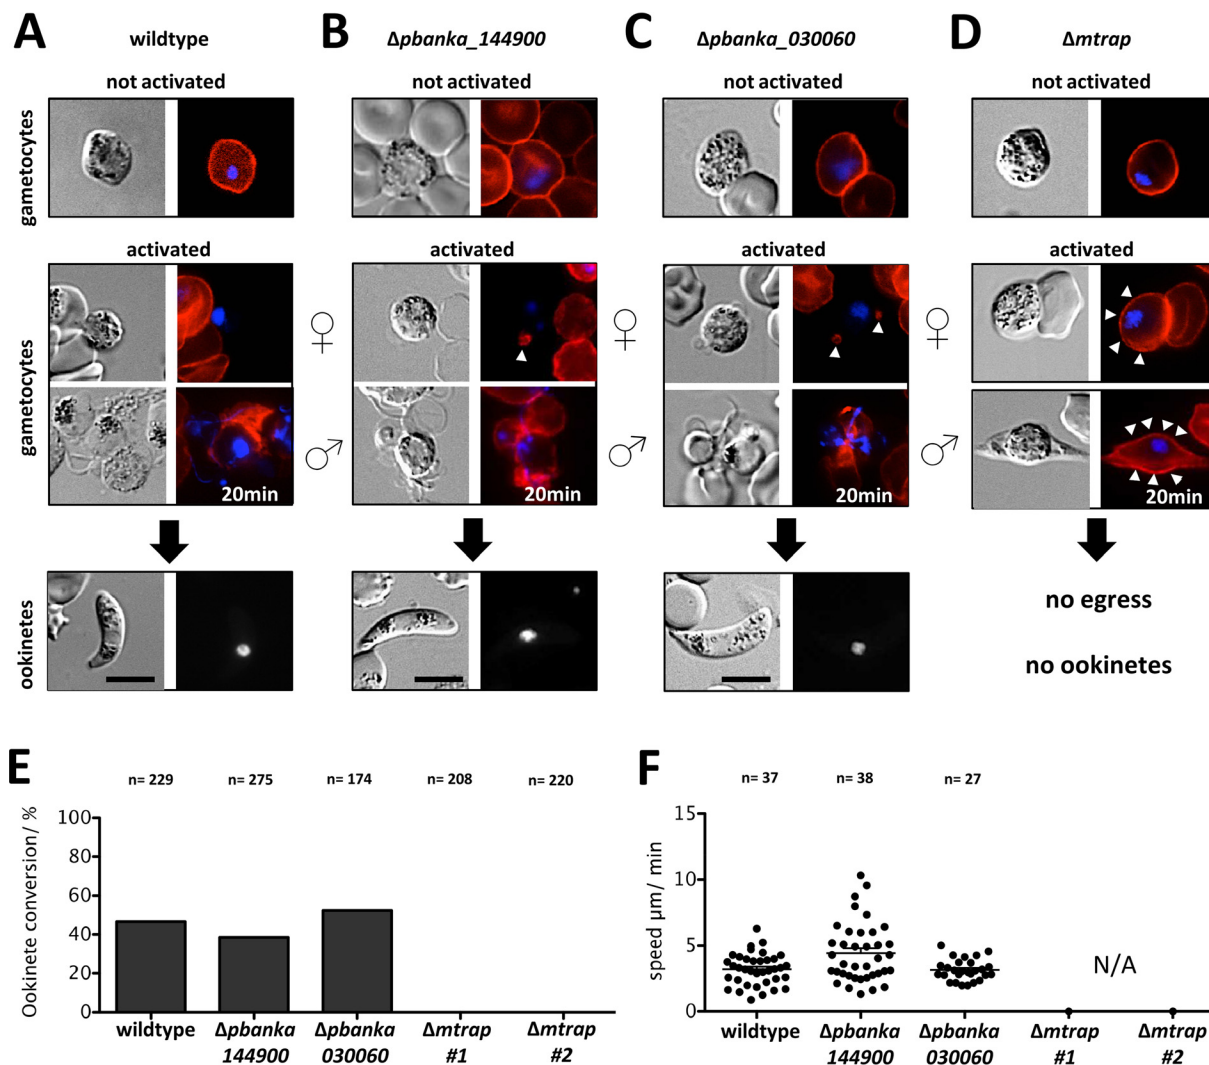 A wildtype B Δpbanka_144900 C Δpbanka_030060 D Δmtrap
not activated not activated not activated not activated
gametocytes
activated activated activated activated
gametocytes
♀ ♀ ♀
♂ ♂ ♂
20min 20min
ookinetes
no egress
no ookinetes
E
n= 229 n= 275 n= 174 n= 208 n= 220
Ookinete conversion/ %
100
80
60
40
20
0
wildtype Δpbanka Δpbanka Δmtrap Δmtrap
144900 030060 #1 #2
F
n= 37 n= 38 n= 27
speed µm/ min
15
10
5
0
N/A
wildtype Δpbanka Δpbanka Δmtrap Δmtrap
144900 030060 #1 #2